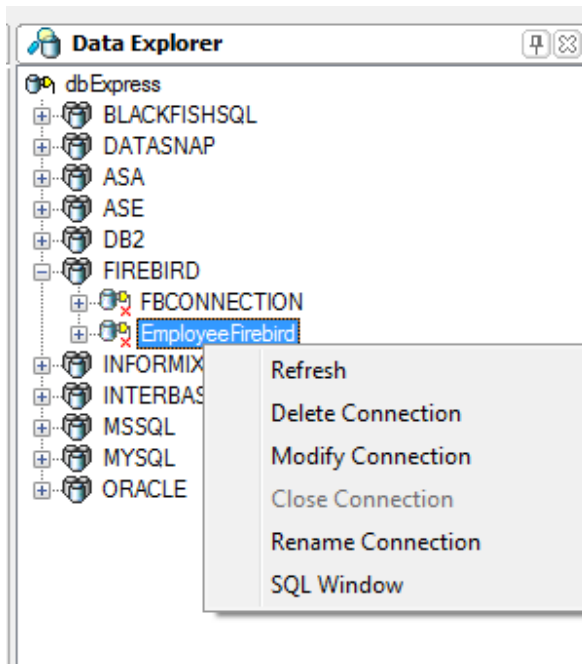 Data Explorer
dbExpress
BLACKFISHSQL
DATASNAP
ASA
ASE
DB2
FIREBIRD
FBCONNECTION
EmployeeFirebird
INFORMIX
INTERBAS
MSSQL
MYSQL
ORACLE
Refresh
Delete Connection
Modify Connection
Close Connection
Rename Connection
SQL Window